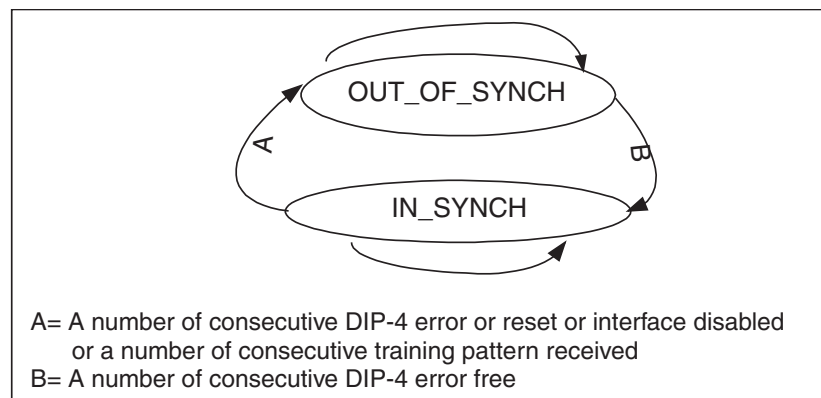 OUT_OF_SYNCH
A
B
IN_SYNCH
A= A number of consecutive DIP-4 error or reset or interface disabled
or a number of consecutive training pattern received
B= A number of consecutive DIP-4 error free